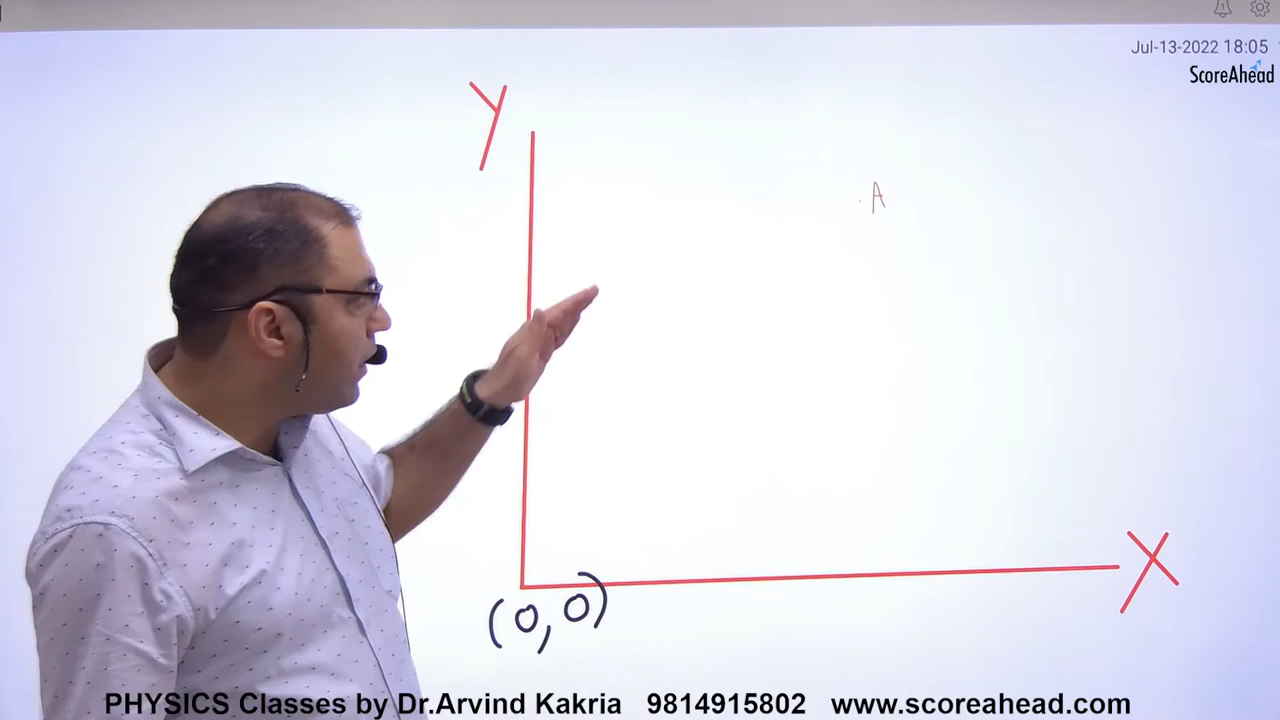 Jul-13-2022 18:05
ScoreAhead
Y
A
X
(0,0)
PHYSICS Classes by Dr.Arvind Kakria 9814915802 www.scoreahead.com